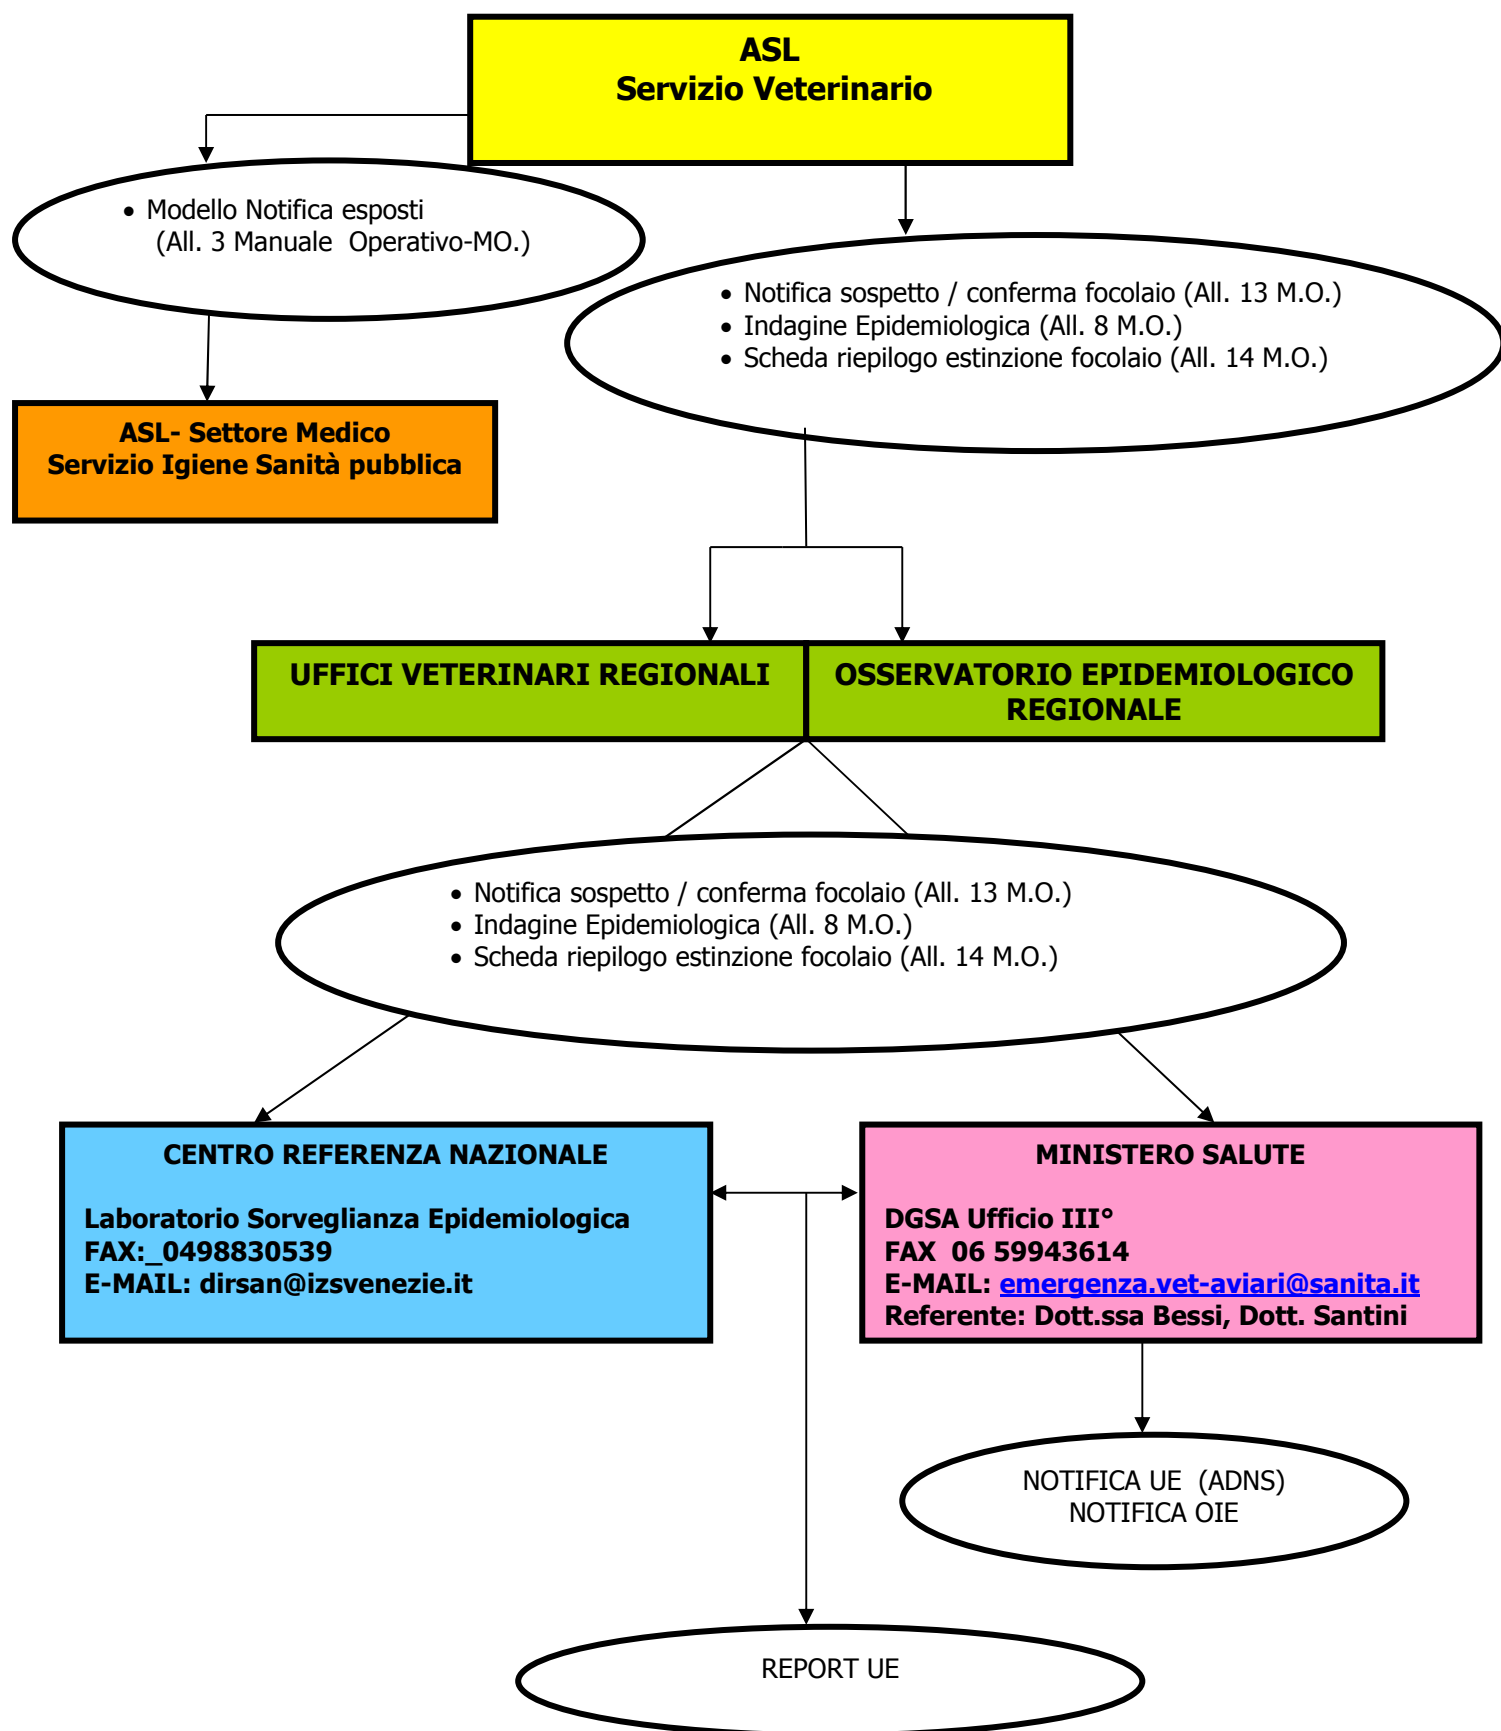 ASL
Servizio Veterinario
• Modello Notifica esposti
(All. 3 Manuale Operativo-MO.)
• Notifica sospetto / conferma focolaio (All. 13 M.O.)
• Indagine Epidemiologica (All. 8 M.O.)
• Scheda riepilogo estinzione focolaio (All. 14 M.O.)
ASL- Settore Medico
Servizio Igiene Sanità pubblica
UFFICI VETERINARI REGIONALI
OSSERVATORIO EPIDEMIOLOGICO
REGIONALE
• Notifica sospetto / conferma focolaio (All. 13 M.O.)
• Indagine Epidemiologica (All. 8 M.O.)
• Scheda riepilogo estinzione focolaio (All. 14 M.O.)
CENTRO REFERENZA NAZIONALE
Laboratorio Sorveglianza Epidemiologica
FAX:_0498830539
E-MAIL: dirsan@izsvenezie.it
MINISTERO SALUTE
DGSA Ufficio III°
FAX 06 59943614
E-MAIL: emergenza.vet-aviari@sanita.it
Referente: Dott.ssa Bessi, Dott. Santini
NOTIFICA UE (ADNS)
NOTIFICA OIE
REPORT UE